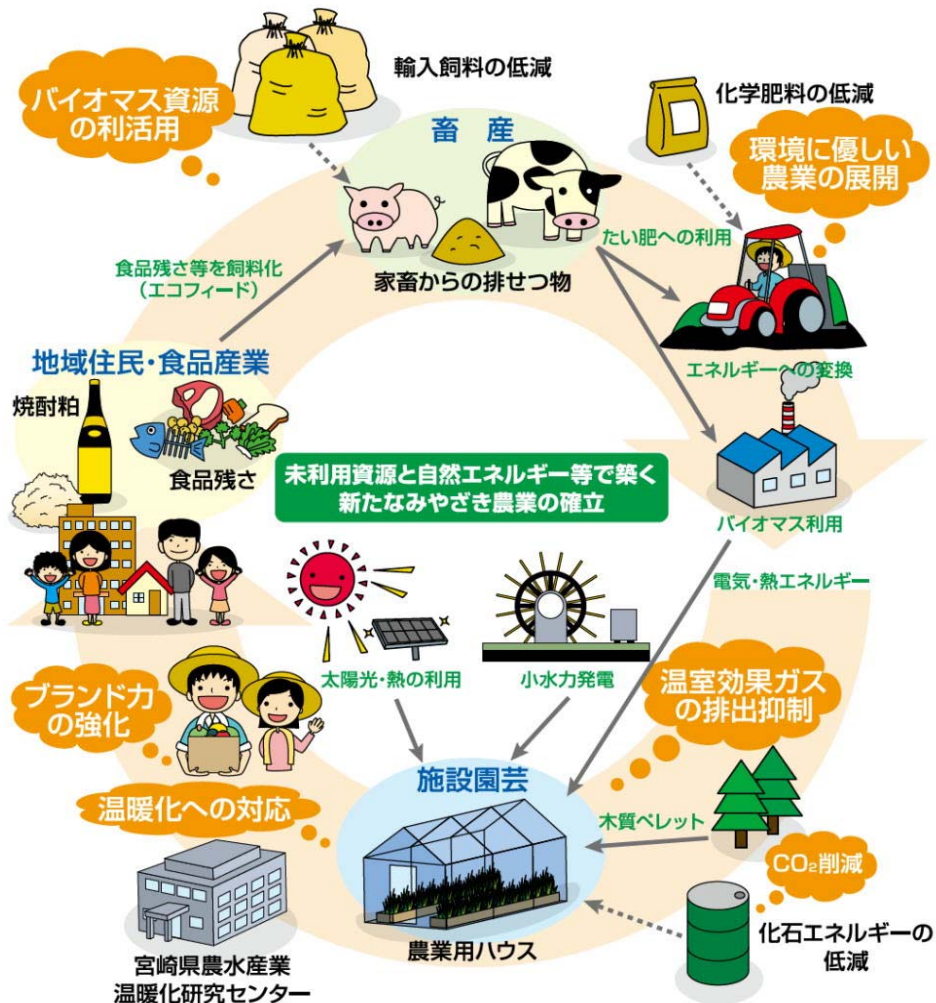 輸入飼料の低減
化学肥料の低減
バイオマス資源
の利活用
畜 産
環境に優しい
農業の展開
たい肥への利用
食品残さ等を飼料化
(エコフィード)
家畜からの排せつ物
地域住民・食品産業
エネルギーへの変換
焼酎粕
食品残さ
未利用資源と自然エネルギー等で築く
新たなみやざき農業の確立
バイオマス利用
電気・熱エネルギー
太陽光・熱の利用
小水力発電
温室効果ガス
の排出抑制
ブランド力
の強化
施設園芸
温暖化への対応
木質ペレット
CO₂削減
農業用ハウス
化石エネルギーの
低減
宮崎県農水産業
温暖化研究センター